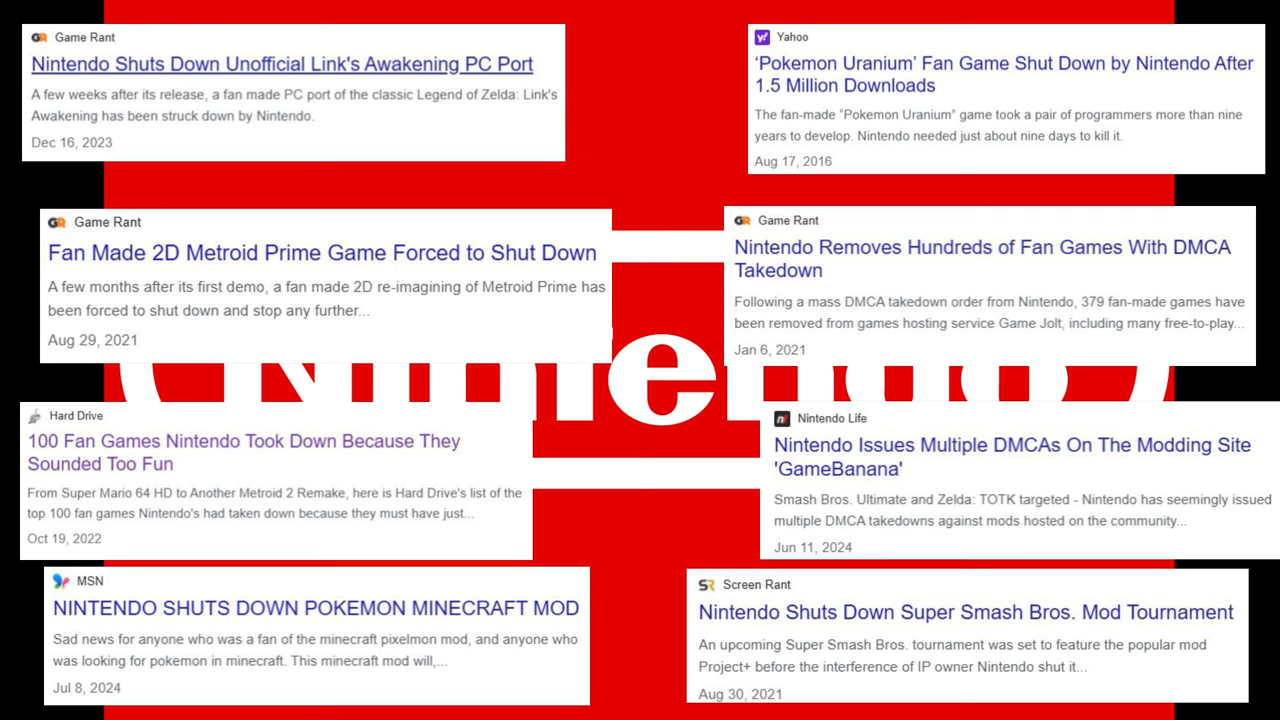 Game Rant
Nintendo Shuts Down Unofficial Link's Awakening PC Port
A few weeks after its release, a fan made PC port of the classic Legend of Zelda: Link's
Awakening has been struck down by Nintendo.
Dec 16, 2023
Yahoo
‘Pokemon Uranium’ Fan Game Shut Down by Nintendo After
1.5 Million Downloads
The fan-made “Pokemon Uranium” game took a pair of programmers more than nine
years to develop. Nintendo needed just about nine days to kill it.
Aug 17, 2016
Game Rant
Fan Made 2D Metroid Prime Game Forced to Shut Down
A few months after its first demo, a fan made 2D re-imagining of Metroid Prime has
been forced to shut down and stop any further...
Aug 29, 2021
Game Rant
Nintendo Removes Hundreds of Fan Games With DMCA
Takedown
Following a mass DMCA takedown order from Nintendo, 379 fan-made games have
been removed from games hosting service Game Jolt, including many free-to-play...
Jan 6, 2021
Nintendo
Hard Drive
100 Fan Games Nintendo Took Down Because They
Sounded Too Fun
From Super Mario 64 HD to Another Metroid 2 Remake, here is Hard Drive's list of the
top 100 fan games Nintendo's had taken down because they must have just...
Oct 19, 2022
Nintendo Life
Nintendo Issues Multiple DMCAs On The Modding Site
'GameBanana'
Smash Bros. Ultimate and Zelda: TOTK targeted - Nintendo has seemingly issued
multiple DMCA takedowns against mods hosted on the community...
Jun 11, 2024
MSN
NINTENDO SHUTS DOWN POKEMON MINECRAFT MOD
Sad news for anyone who was a fan of the minecraft pixelmon mod, and anyone who
was looking for pokemon in minecraft. This minecraft mod will,...
Jul 8, 2024
Screen Rant
Nintendo Shuts Down Super Smash Bros. Mod Tournament
An upcoming Super Smash Bros. tournament was set to feature the popular mod
Project+ before the interference of IP owner Nintendo shut it...
Aug 30, 2021